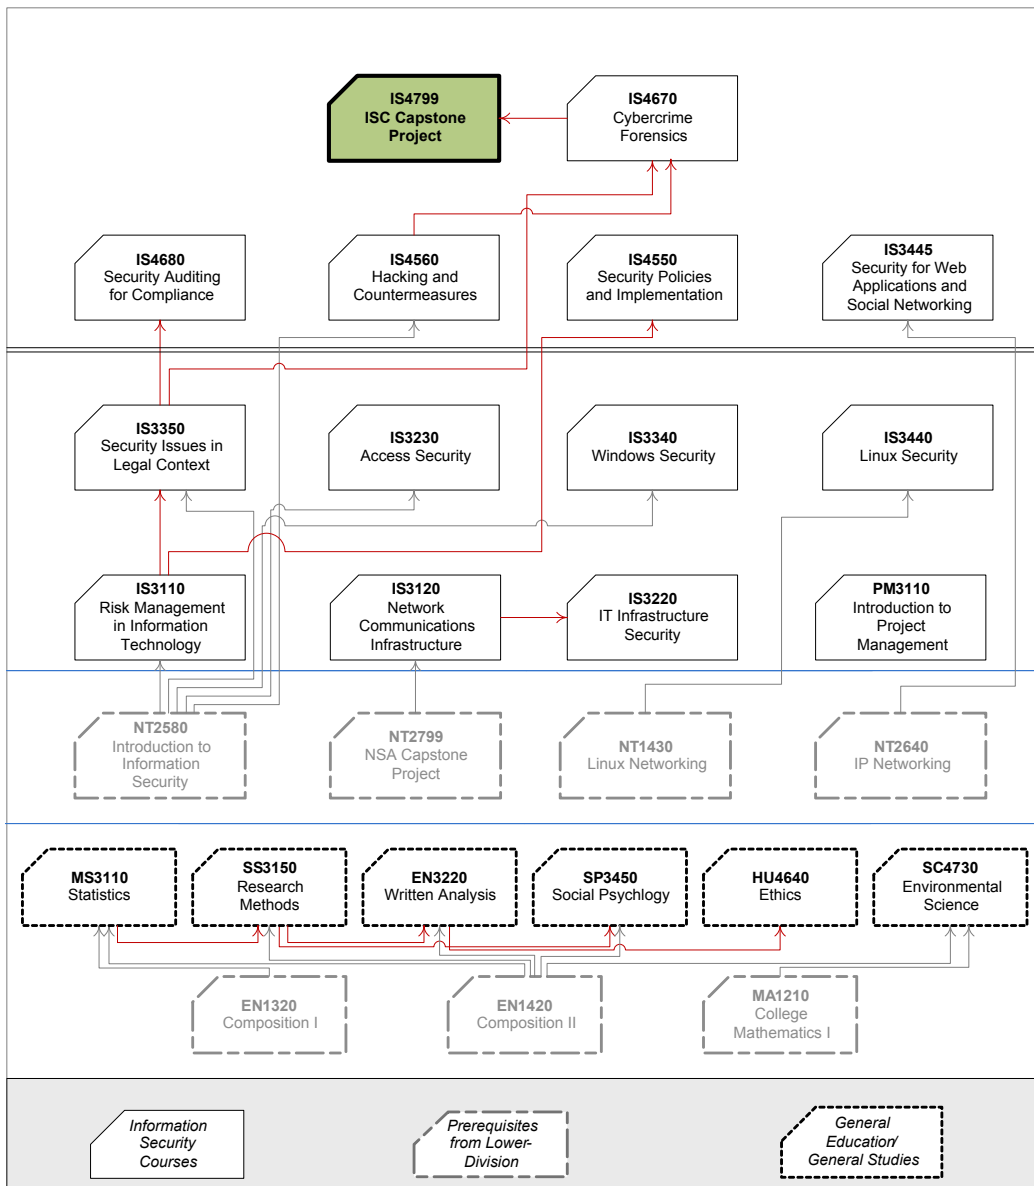 IS4799
ISC Capstone
Project
IS4670
Cybercrime
Forensics
IS4680
Security Auditing
for Compliance
IS4560
Hacking and
Countermeasures
IS4550
Security Policies
and Implementation
IS3445
Security for Web
Applications and
Social Networking
IS3350
Security Issues in
Legal Context
IS3230
Access Security
IS3340
Windows Security
IS3440
Linux Security
IS3110
Risk Management
in Information
Technology
IS3120
Network
Communications
Infrastructure
IS3220
IT Infrastructure
Security
PM3110
Introduction to
Project
Management
NT2580
Introduction to
Information
Security
NT2799
NSA Capstone
Project
NT1430
Linux Networking
NT2640
IP Networking
MS3110
Statistics
SS3150
Research
Methods
EN3220
Written Analysis
SP3450
Social Psychlogy
HU4640
Ethics
SC4730
Environmental
Science
EN1320
Composition I
EN1420
Composition II
MA1210
College
Mathematics I
Information
Security
Courses
Prerequisites
from Lower-
Division
General
Education/
General Studies